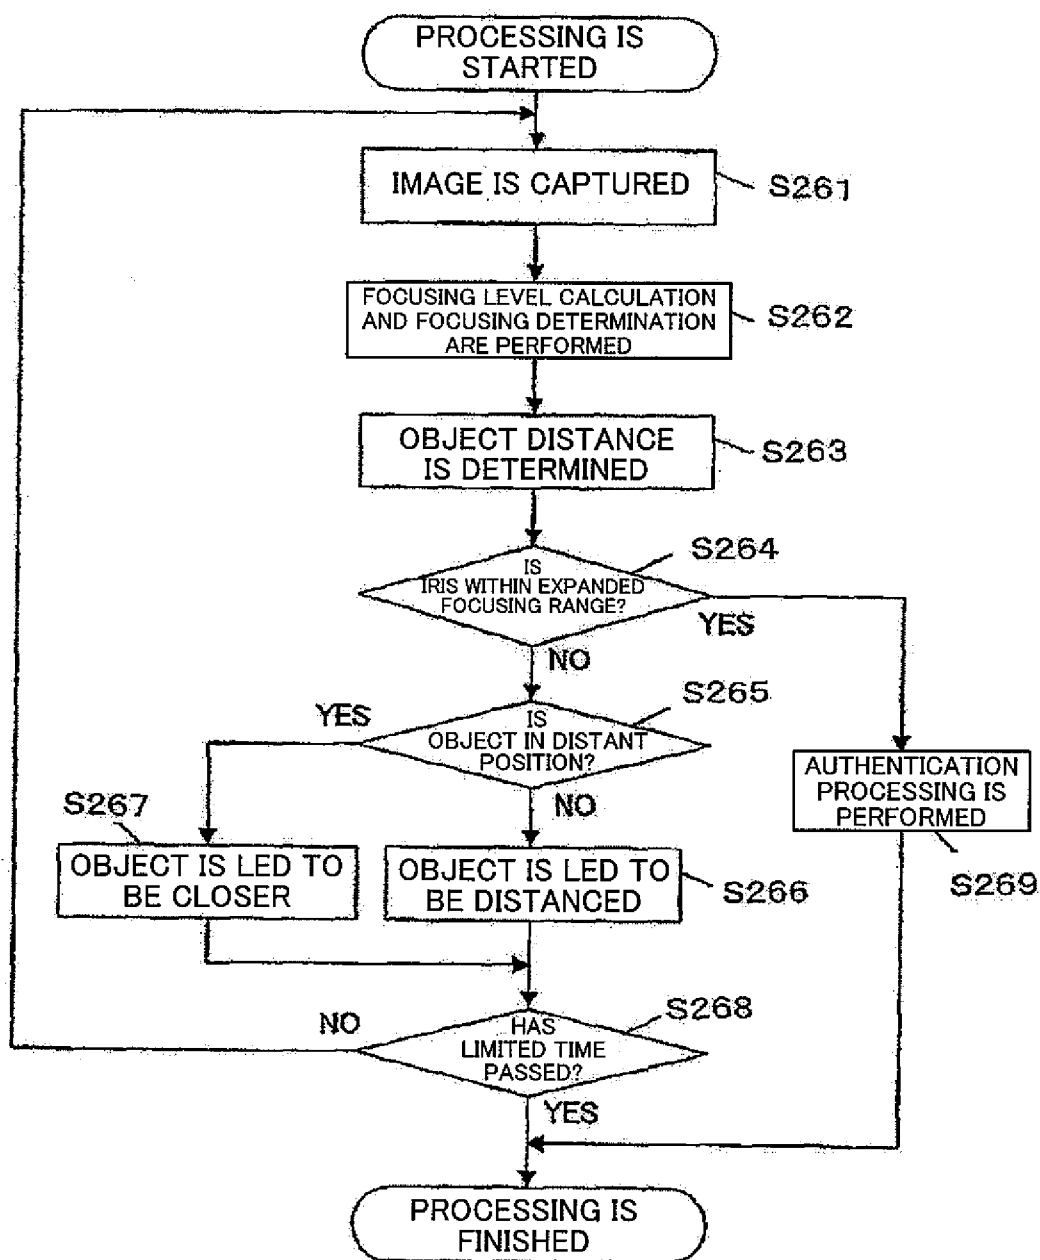 PROCESSING IS
STARTED
IMAGE IS CAPTURED
S261
FOCUSING LEVEL CALCULATION
AND FOCUSING DETERMINATION
ARE PERFORMED
S262
OBJECT DISTANCE
IS DETERMINED
S263
IS
IRIS WITHIN EXPANDED
FOCUSING RANGE?
S264
YES
NO
IS
OBJECT IN DISTANT
POSITION?
S265
YES
NO
AUTHENTICATION
PROCESSING IS
PERFORMED
S269
S267
OBJECT IS LED TO
BE CLOSER
OBJECT IS LED TO
BE DISTANCED
S266
HAS
LIMITED TIME
PASSED?
S268
NO
YES
PROCESSING IS
FINISHED